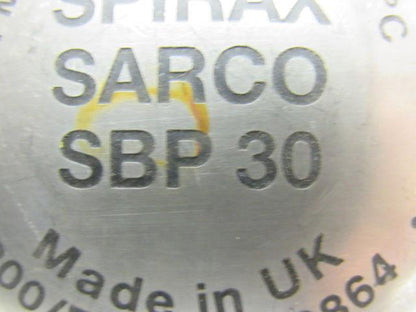 SPIRAX
SARCO
SBP 30
Made in UK